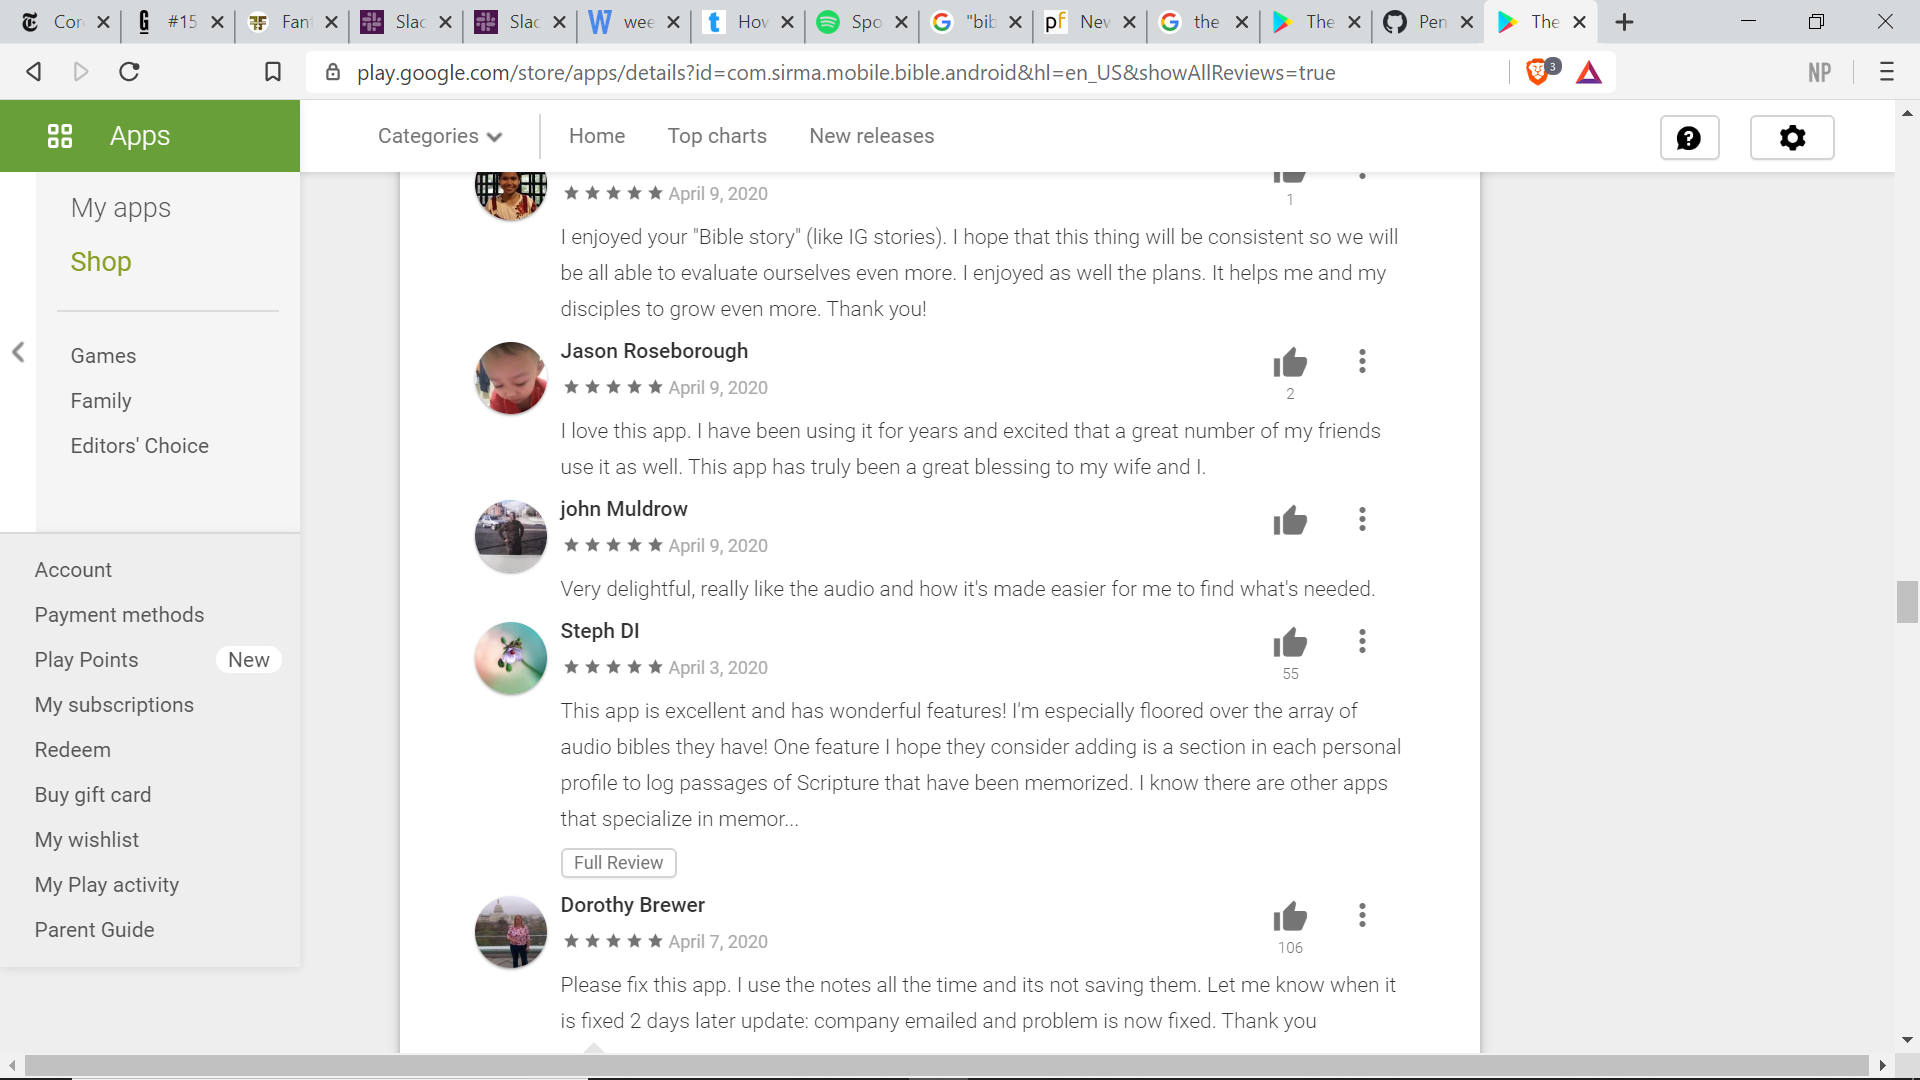 Cor
#15
Fant
Slac
Slac
wee
How
Spo
"bib
Nev
the
The
Pen
The
play.google.com/store/apps/details?id=com.sirma.mobile.bible.android&hl=en_US&showAllReviews=true
3
NP
Apps
Categories
Home
Top charts
New releases
My apps
Shop
Games
Family
Editors' Choice
Account
Payment methods
Play Points
New
My subscriptions
Redeem
Buy gift card
My wishlist
My Play activity
Parent Guide
April 9, 2020
1
I enjoyed your "Bible story" (like IG stories). I hope that this thing will be consistent so we will
be all able to evaluate ourselves even more. I enjoyed as well the plans. It helps me and my
disciples to grow even more. Thank you!
Jason Roseborough
April 9, 2020
2
I love this app. I have been using it for years and excited that a great number of my friends
use it as well. This app has truly been a great blessing to my wife and I.
john Muldrow
April 9, 2020
Very delightful, really like the audio and how it's made easier for me to find what's needed.
Steph DI
April 3, 2020
55
This app is excellent and has wonderful features! I'm especially floored over the array of
audio bibles they have! One feature I hope they consider adding is a section in each personal
profile to log passages of Scripture that have been memorized. I know there are other apps
that specialize in memor...
Full Review
Dorothy Brewer
April 7, 2020
106
Please fix this app. I use the notes all the time and its not saving them. Let me know when it
is fixed 2 days later update: company emailed and problem is now fixed. Thank you